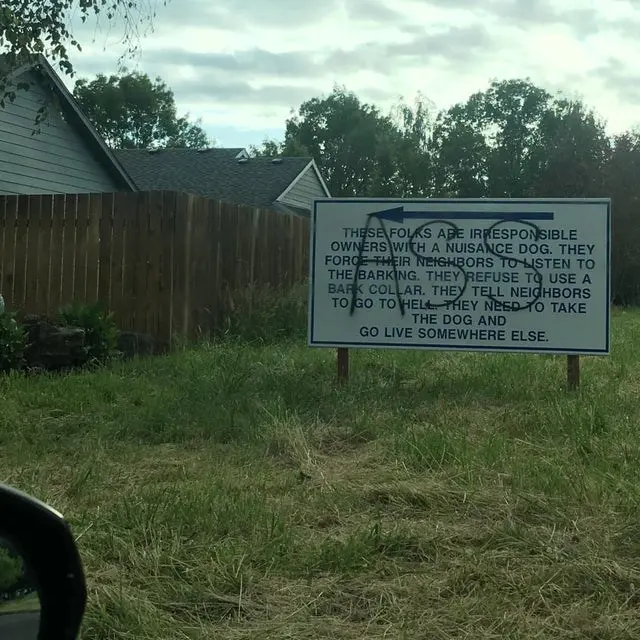 THESE FOLKS ARE IRRESPONSIBLE
OWNERS WITH A NUISANCE DOG. THEY
FORCE THEIR NEIGHBORS TO LISTEN TO
THE BARKING. THEY REFUSE TO USE A
BARK COLLAR. THEY TELL NEIGHBORS
TO GO TO HELL. THEY NEED TO TAKE
THE DOG AND
GO LIVE SOMEWHERE ELSE.
ASS